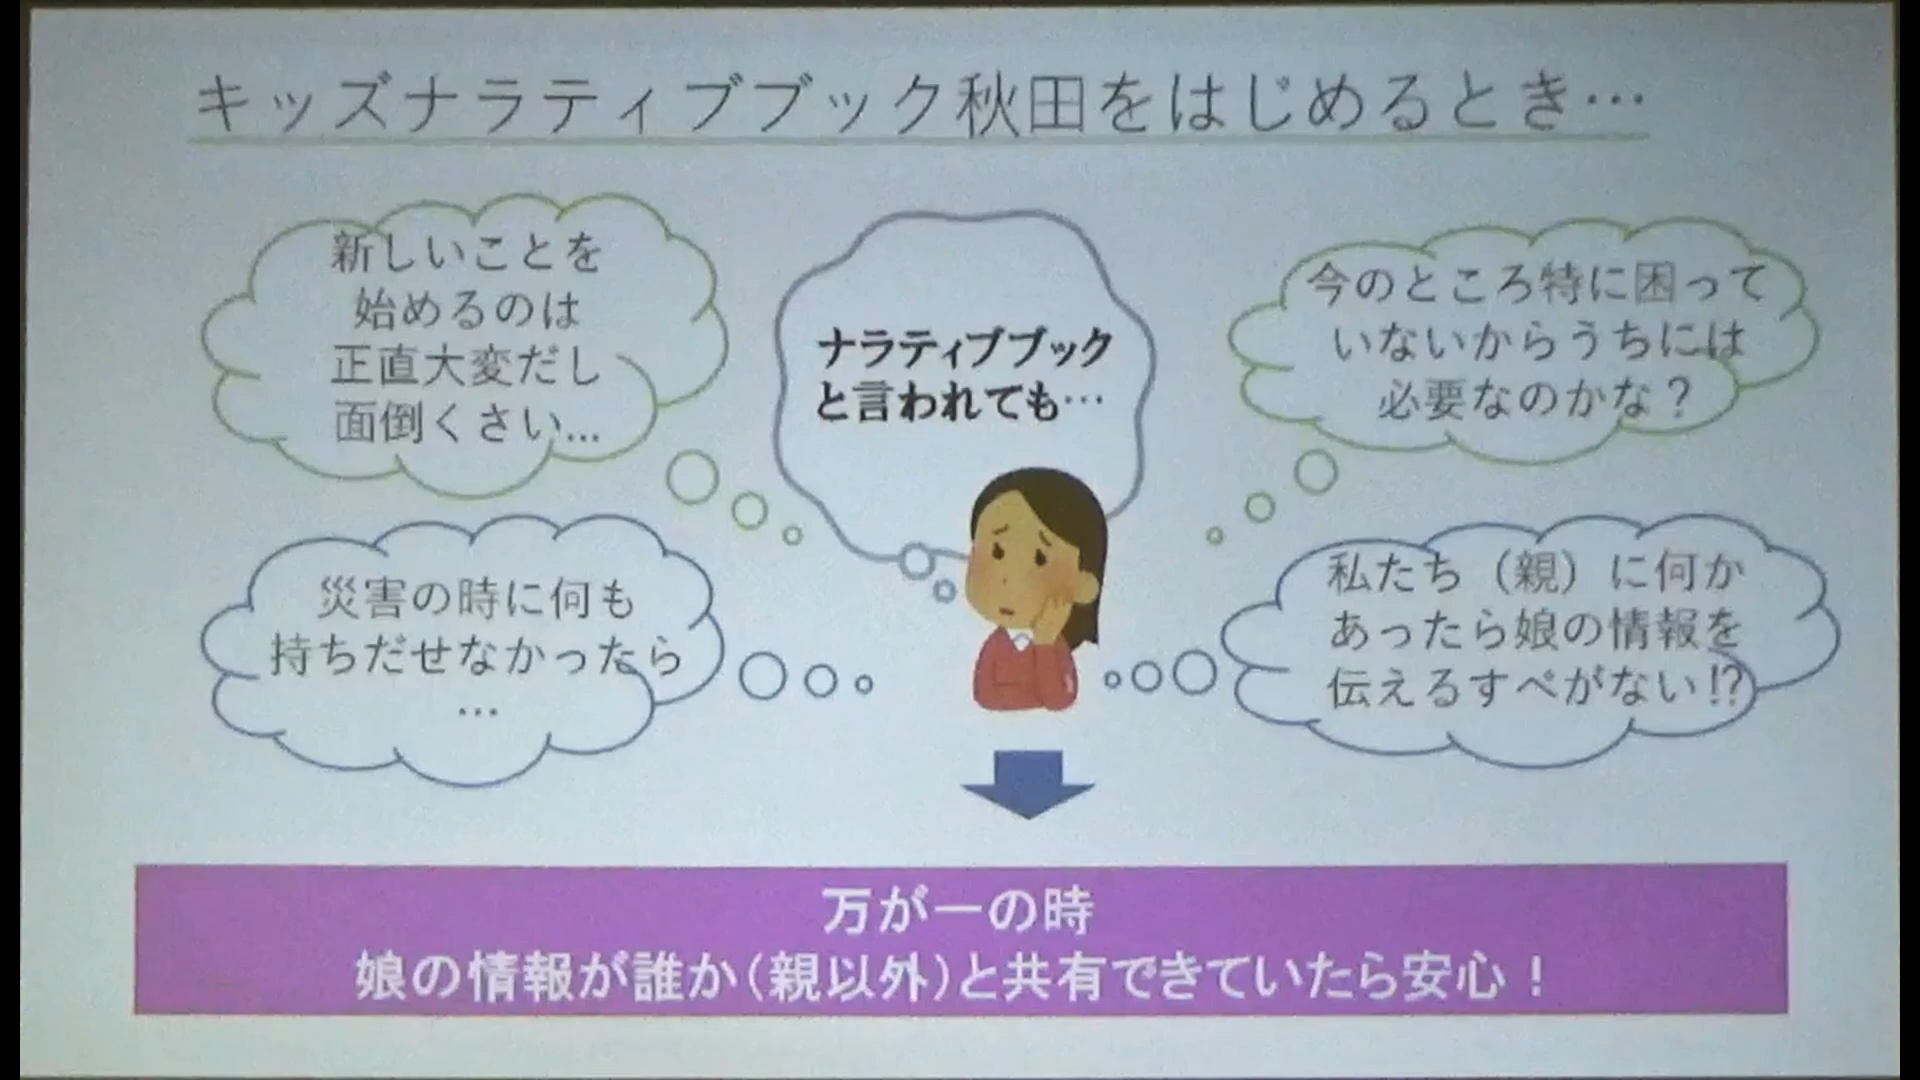 キッズナラティブブック秋田をはじめるとき…
新しいことを
始めるのは
正直大変だし
面倒くさい…
ナラティブブック
と言われても…
今のところ特に困って
いないからうちには
必要なのかな？
災害の時に何も
持ちだせなかったら
…
私たち（親）に何か
あったら娘の情報を
伝えるすべがない⁉
万が一の時
娘の情報が誰か（親以外）と共有できていたら安心！